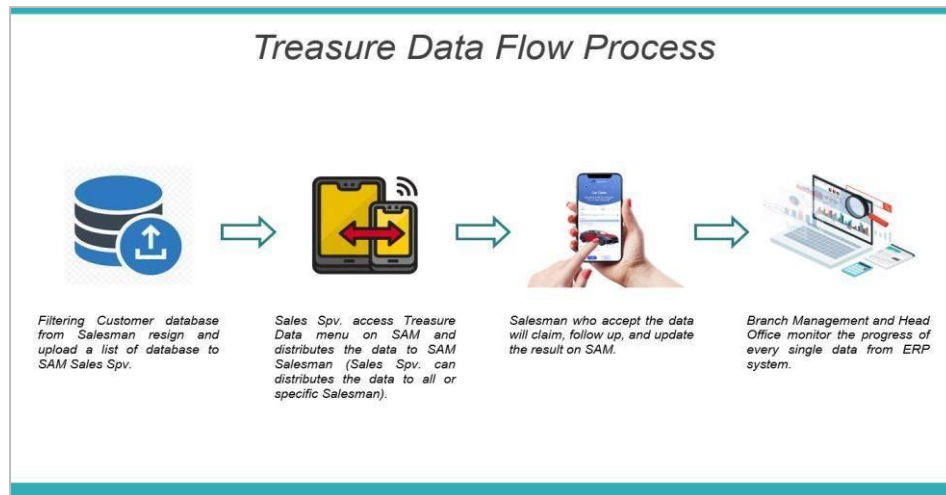 Treasure Data Flow Process
Filtering Customer database
from Salesman resign and
upload a list of database to
SAM Sales Spv.
Sales Spv. access Treasure
Data menu on SAM and
distributes the data to SAM
Salesman (Sales Spv. can
distributes the data to all or
specific Salesman).
Salesman who accept the data
will claim, follow up, and update
the result on SAM.
Branch Management and Head
Office monitor the progress of
every single data from ERP
system.